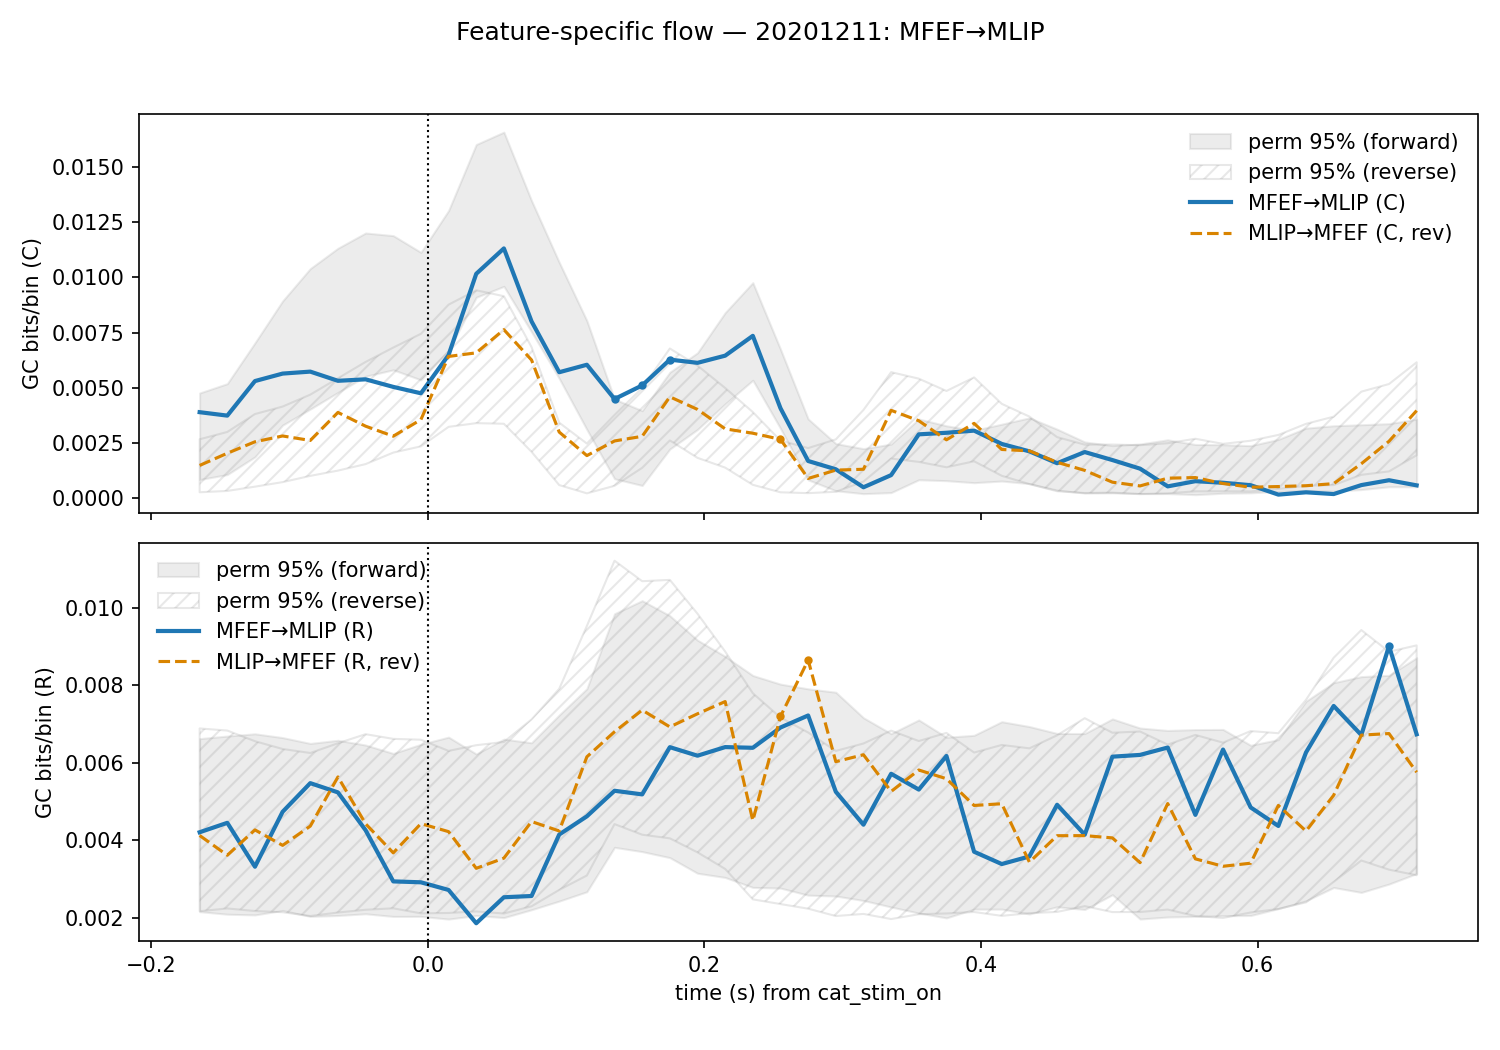 Feature-specific flow — 20201211: MFEF→MLIP
GC bits/bin (C)
0.0150
0.0125
0.0100
0.0075
0.0050
0.0025
0.0000
perm 95% (forward)
perm 95% (reverse)
MFEF→MLIP (C)
MLIP→MFEF (C, rev)
GC bits/bin (R)
0.010
0.008
0.006
0.004
0.002
perm 95% (forward)
perm 95% (reverse)
MFEF→MLIP (R)
MLIP→MFEF (R, rev)
−0.2 0.0 0.2 0.4 0.6
time (s) from cat_stim_on